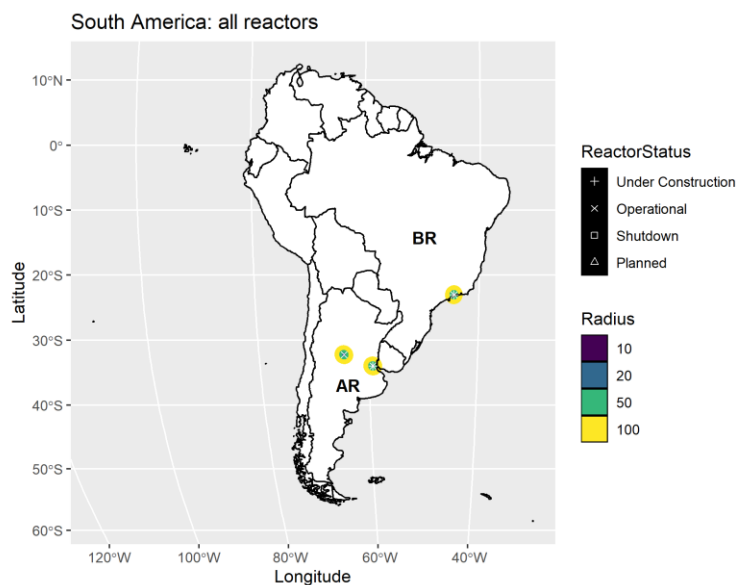 South America: all reactors
10°N
0°
10°S
20°S
30°S
40°S
50°S
60°S
Latitude
BR
AR
120°W
100°W
80°W
60°W
40°W
Longitude
ReactorStatus
Under Construction
Operational
Shutdown
Planned
Radius
10
20
50
100